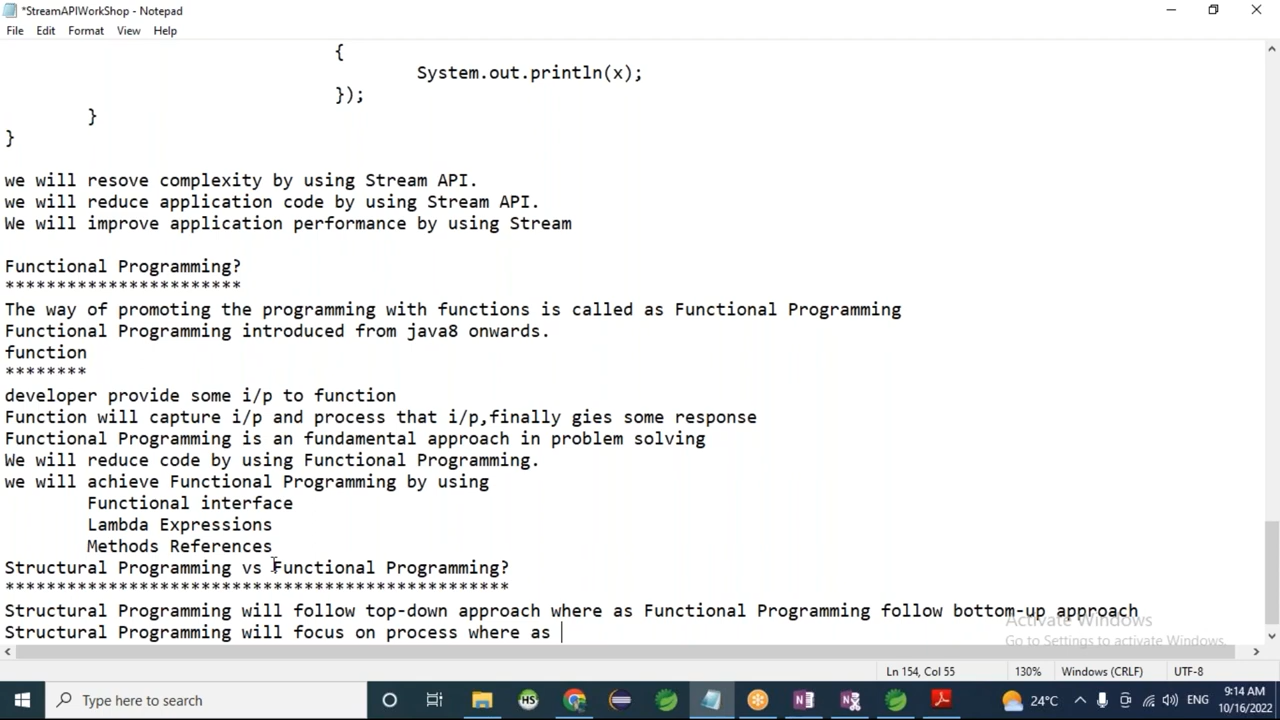 *StreamAPIWorkShop - Notepad
File Edit Format View Help
{
System.out.println(x);
});
}
}
we will resove complexity by using Stream API.
we will reduce application code by using Stream API.
We will improve application performance by using Stream
Functional Programming?
***********************
The way of promoting the programming with functions is called as Functional Programming
Functional Programming introduced from java8 onwards.
function
********
developer provide some i/p to function
Function will capture i/p and process that i/p,finally gies some response
Functional Programming is an fundamental approach in problem solving
We will reduce code by using Functional Programming.
we will achieve Functional Programming by using
Functional interface
Lambda Expressions
Methods References
Structural Programming vs Functional Programming?
*************************************************
Structural Programming will follow top-down approach where as Functional Programming follow bottom-up approach
Structural Programming will focus on process where as
Activate Windows
Go to Settings to activate Windows.
Ln 154, Col 55 130% Windows (CRLF) UTF-8
Type here to search HS 24°C ENG 9:14 AM
10/16/2022